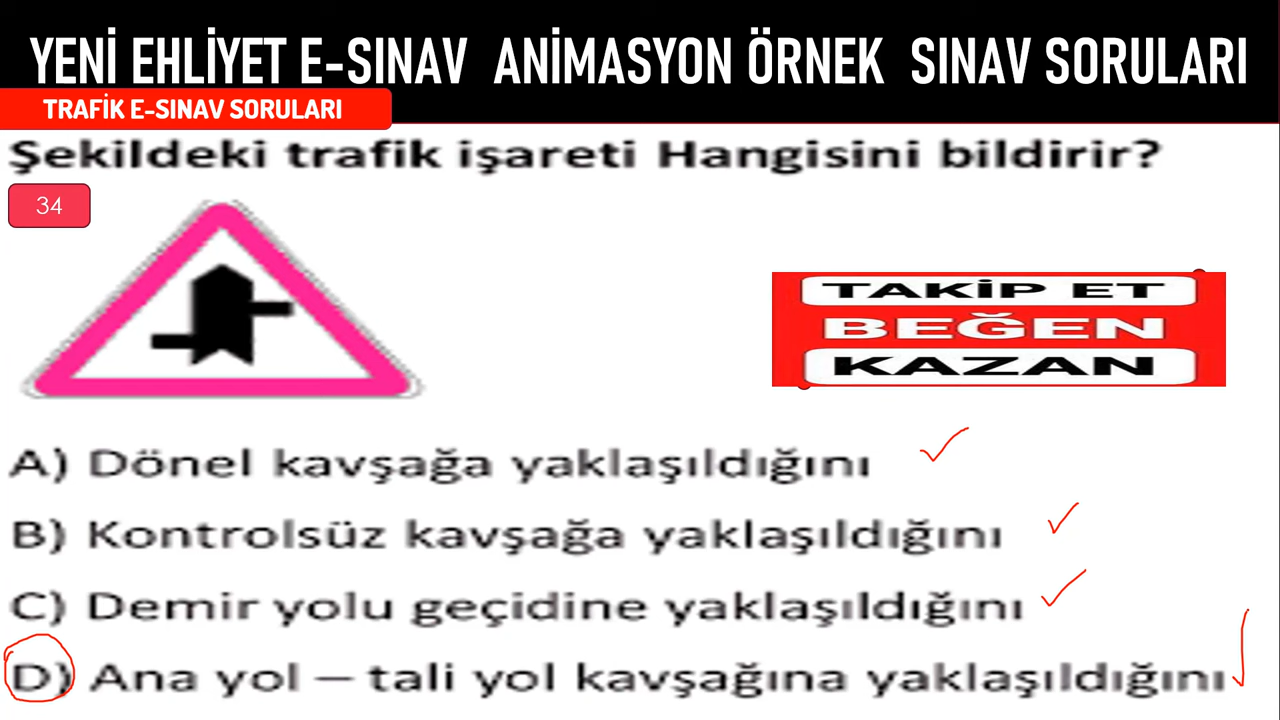 YENİ EHLİYET E-SINAV ANİMASYON ÖRNEK SINAV SORULARI
TRAFİK E-SINAV SORULARI
Şekildeki trafik işareti Hangisini bildirir?
34
TAKİP ET
BEĞEN
KAZAN
A) Dönel kavşağa yaklaşıldığını
B) Kontrolsüz kavşağa yaklaşıldığını
C) Demir yolu geçidine yaklaşıldığını
D) Ana yol – tali yol kavşağına yaklaşıldığını